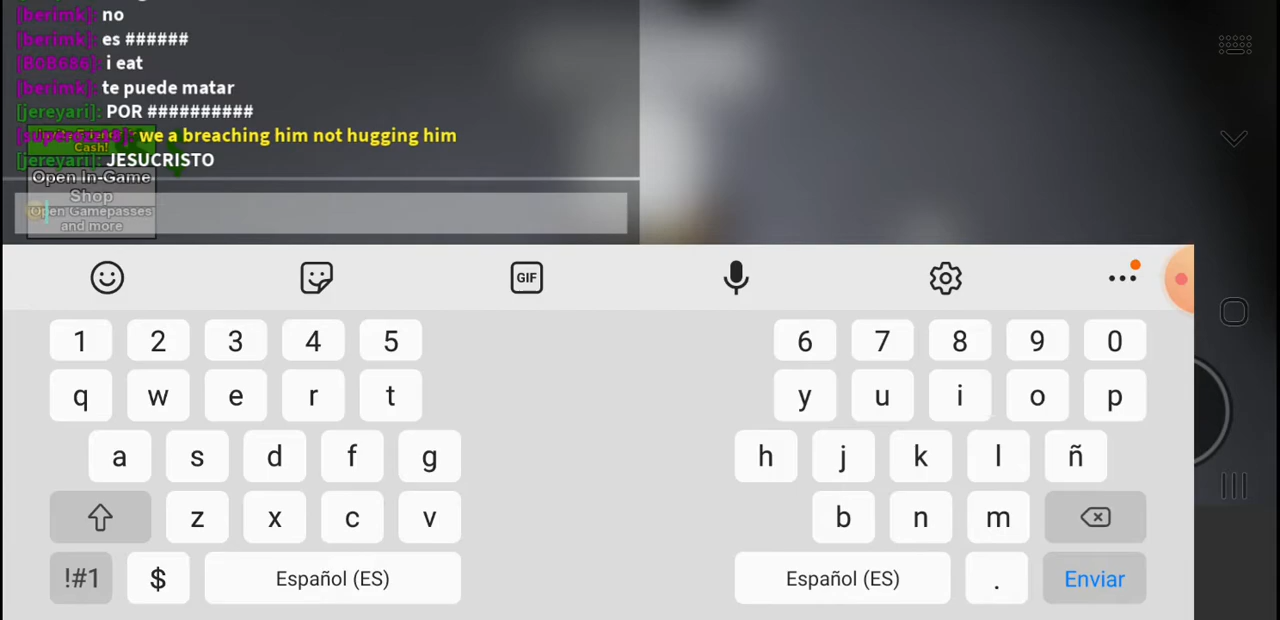 [berimk]: no
[berimk]: es ######
[BOB686]: i eat
[berimk]: te puede matar
[jereyari]: POR ##########
we a breaching him not hugging him
Cash!
[jereyari]: JESUCRISTO
Open In-Game
Shop
Open Gamepasses
and more
GIF
1 2 3 4 5 6 7 8 9 0
q w e r t y u i o p
a s d f g h j k l ñ
z x c v b n m
!#1 $ Español (ES) Español (ES) . Enviar